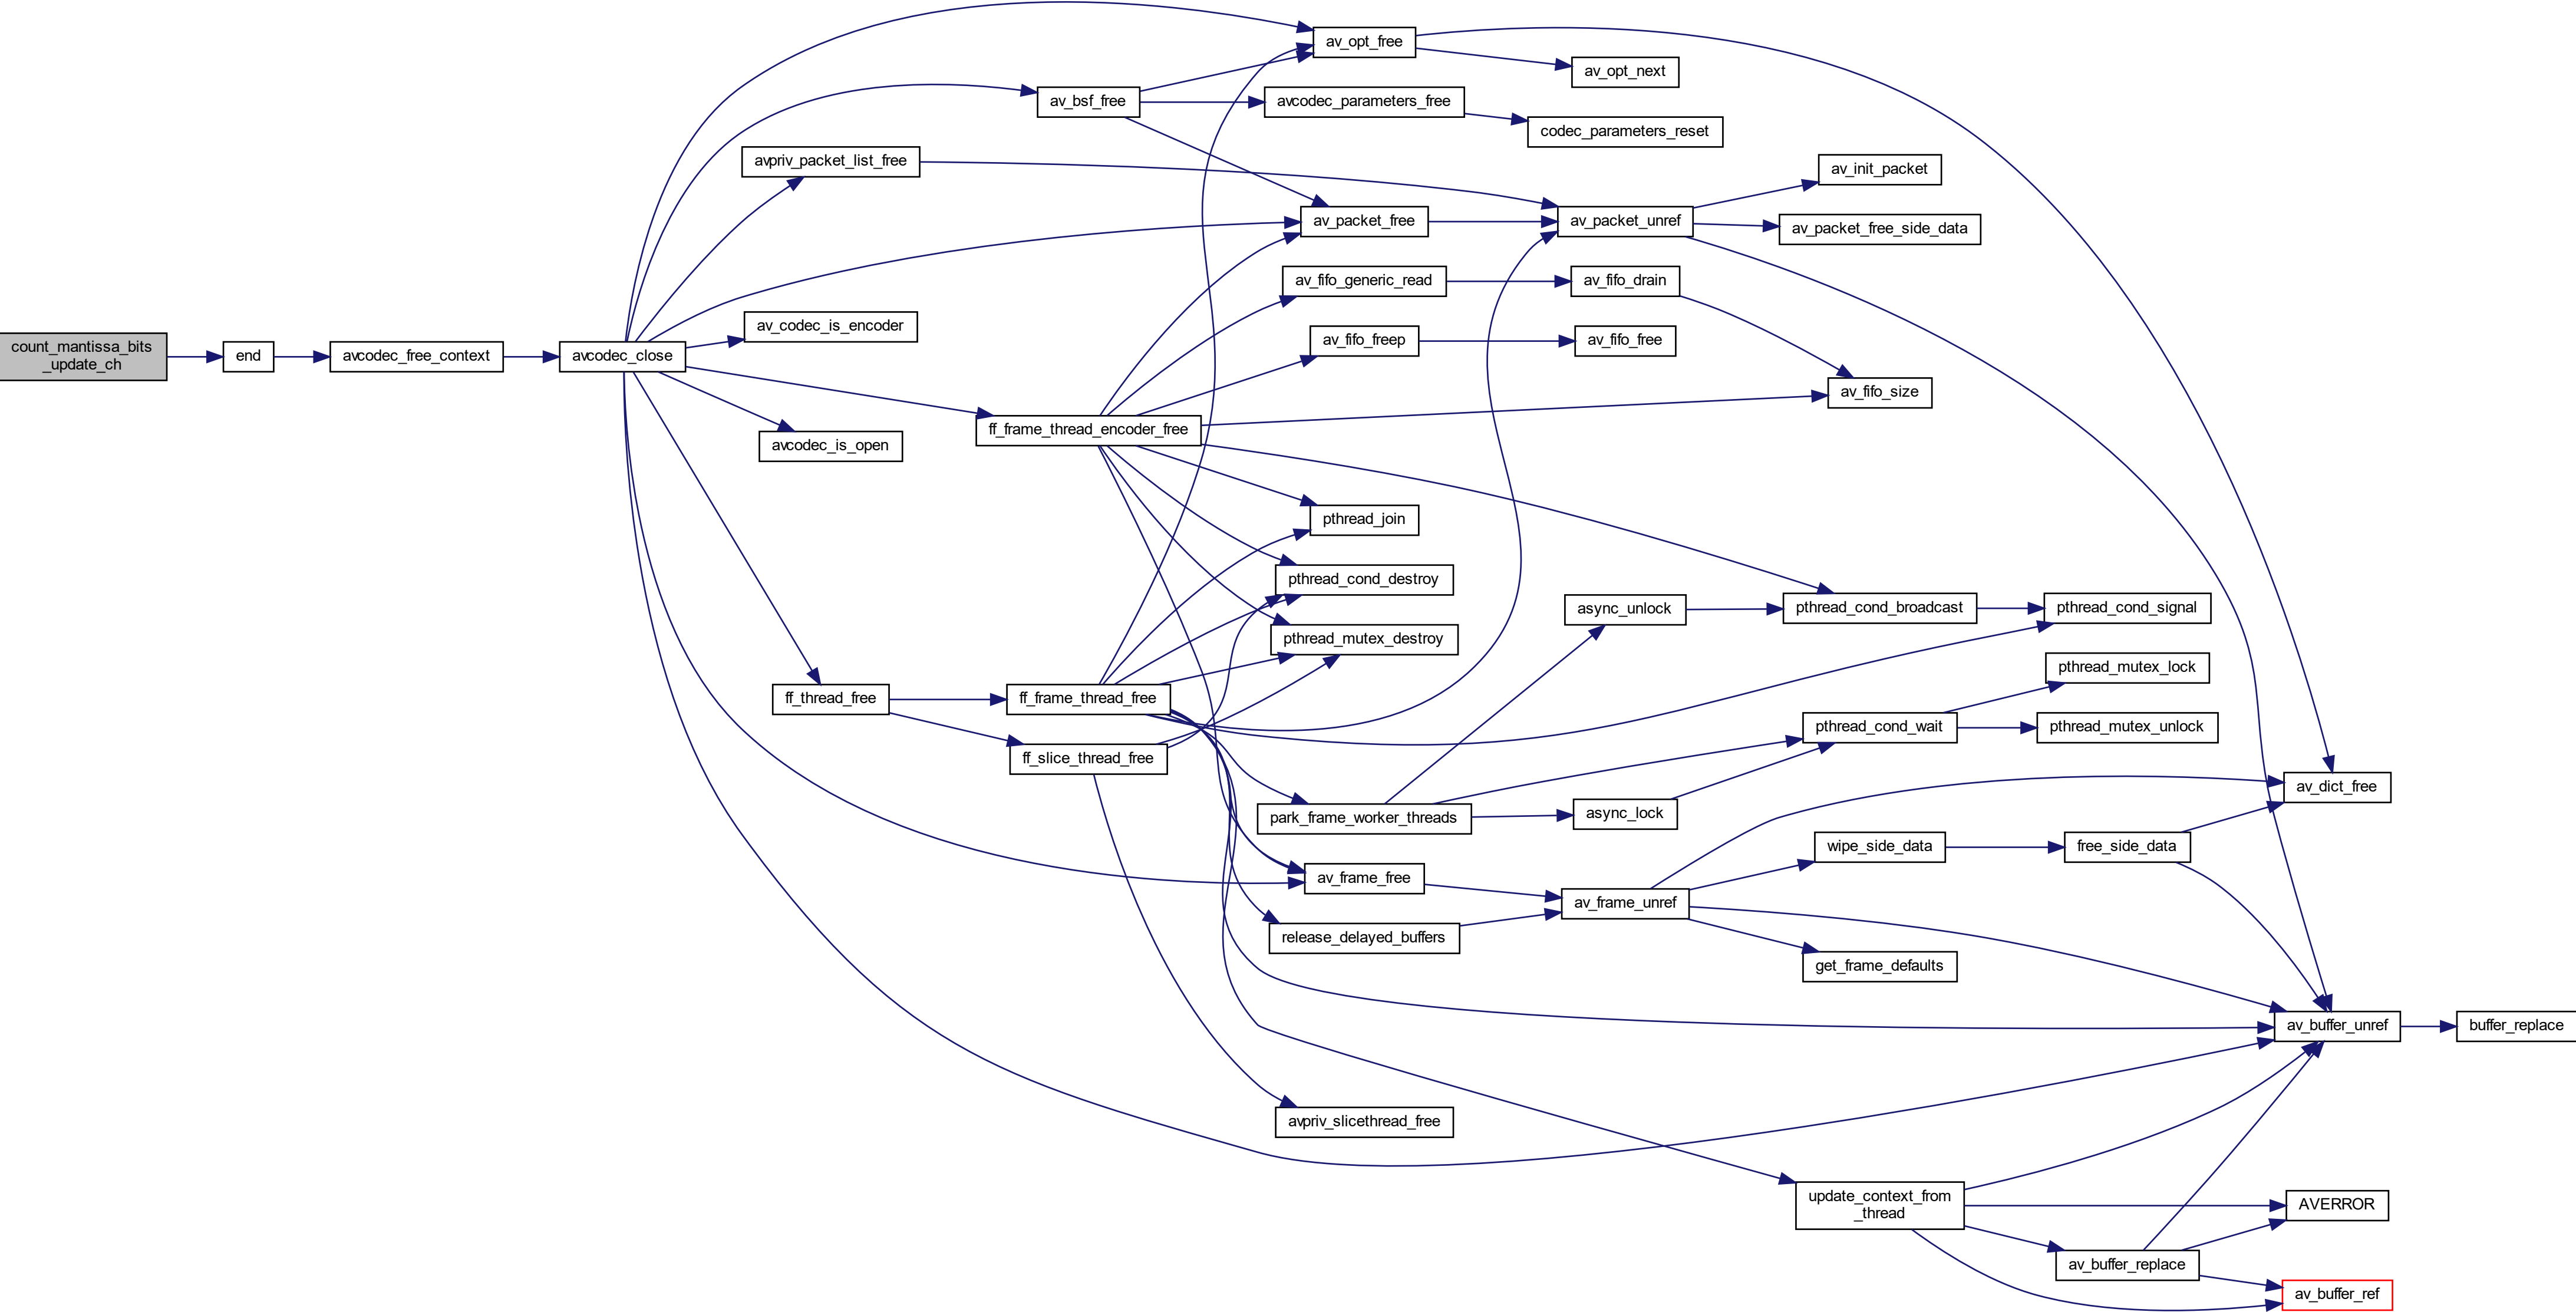 count_mantissa_bits
_update_ch
end
avcodec_free_context
avcodec_close
av_opt_free
av_opt_next
av_bsf_free
avcodec_parameters_free
codec_parameters_reset
avpriv_packet_list_free
av_packet_free
av_packet_unref
av_init_packet
av_packet_free_side_data
av_codec_is_encoder
av_fifo_generic_read
av_fifo_drain
av_fifo_freep
av_fifo_free
av_fifo_size
ff_frame_thread_encoder_free
avcodec_is_open
pthread_join
pthread_cond_destroy
pthread_mutex_destroy
async_unlock
pthread_cond_broadcast
pthread_cond_signal
pthread_mutex_lock
ff_thread_free
ff_frame_thread_free
pthread_cond_wait
pthread_mutex_unlock
ff_slice_thread_free
park_frame_worker_threads
async_lock
av_dict_free
wipe_side_data
free_side_data
av_frame_free
av_frame_unref
release_delayed_buffers
get_frame_defaults
av_buffer_unref
buffer_replace
avpriv_slicethread_free
update_context_from
_thread
AVERROR
av_buffer_replace
av_buffer_ref